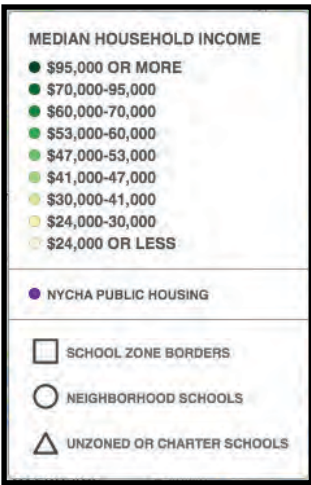 MEDIAN HOUSEHOLD INCOME
$95,000 OR MORE
$70,000-95,000
$60,000-70,000
$53,000-60,000
$47,000-53,000
$41,000-47,000
$30,000-41,000
$24,000-30,000
$24,000 OR LESS
NYCHA PUBLIC HOUSING
SCHOOL ZONE BORDERS
NEIGHBORHOOD SCHOOLS
UNZONED OR CHARTER SCHOOLS